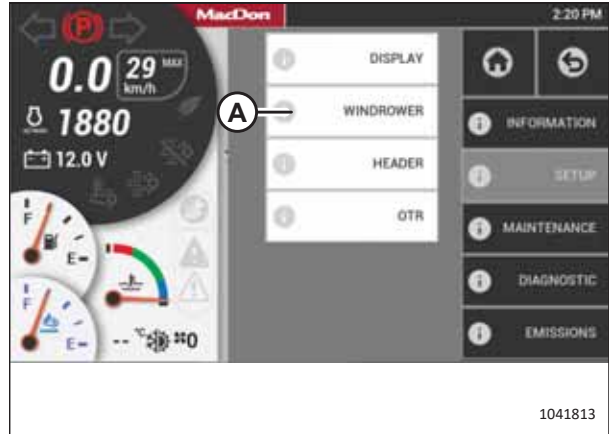 MacDon
2:20 PM
P
0.0 29 MAX
km/h
1880
12.0 V
F
E
F
E
-- °C 0
A
DISPLAY
WINDROWER
HEADER
OTR
INFORMATION
SETUP
MAINTENANCE
DIAGNOSTIC
EMISSIONS
1041813